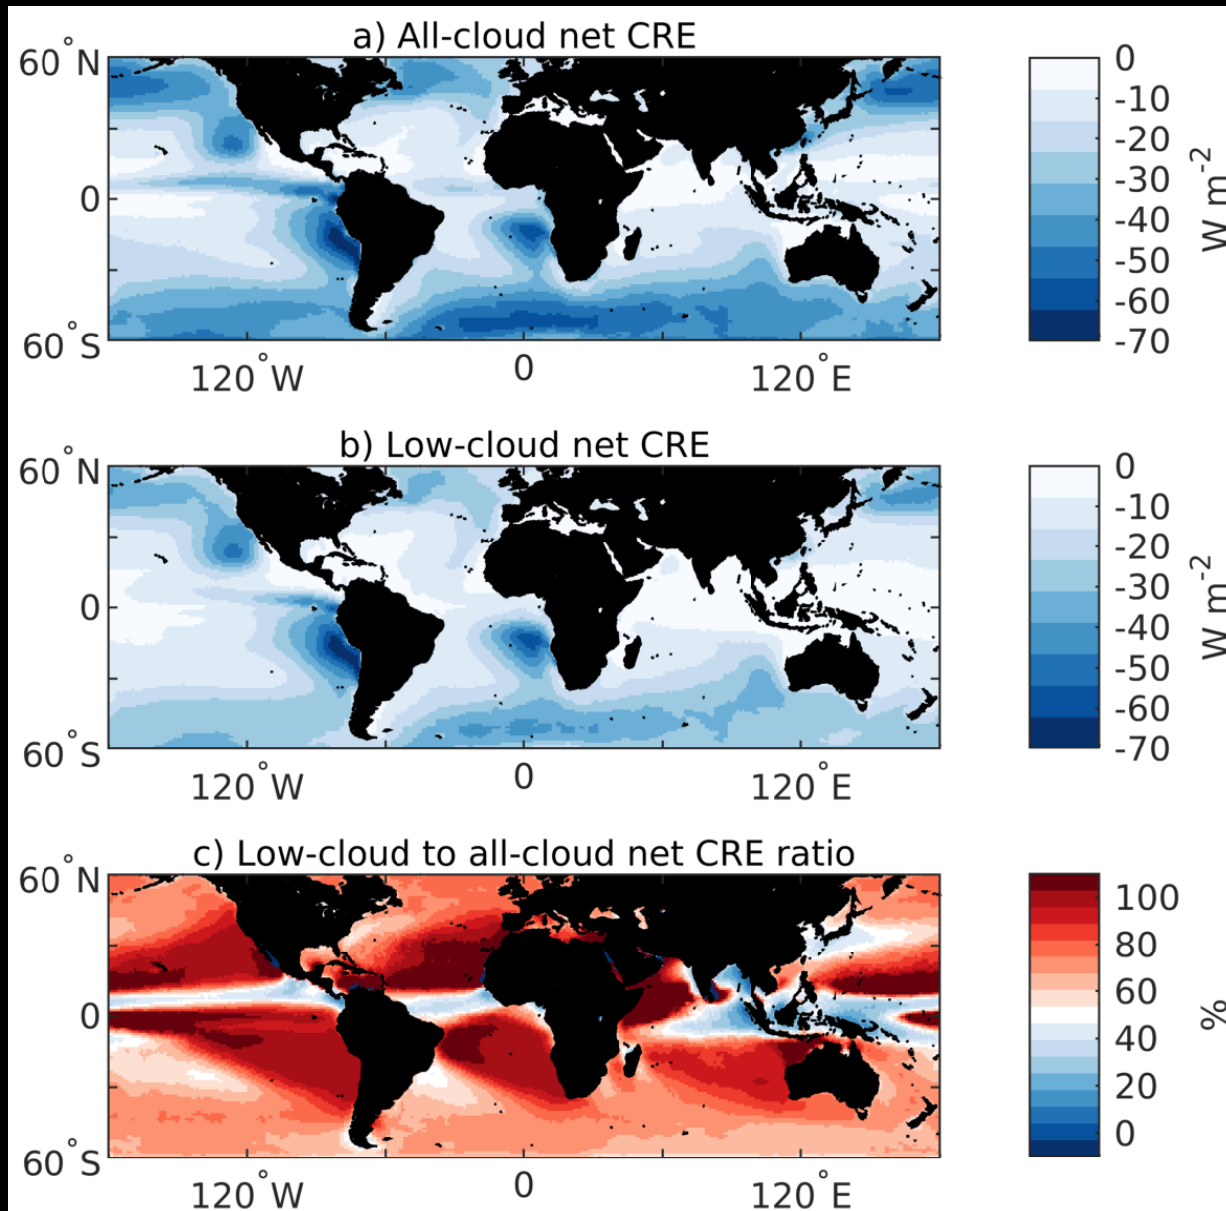 a) All-cloud net CRE
60°N
0
60°S
120°W
0
120°E
0
-10
-20
-30
-40
-50
-60
-70
W m⁻²
b) Low-cloud net CRE
60°N
0
60°S
120°W
0
120°E
0
-10
-20
-30
-40
-50
-60
-70
W m⁻²
c) Low-cloud to all-cloud net CRE ratio
60°N
0
60°S
120°W
0
120°E
100
80
60
40
20
0
%